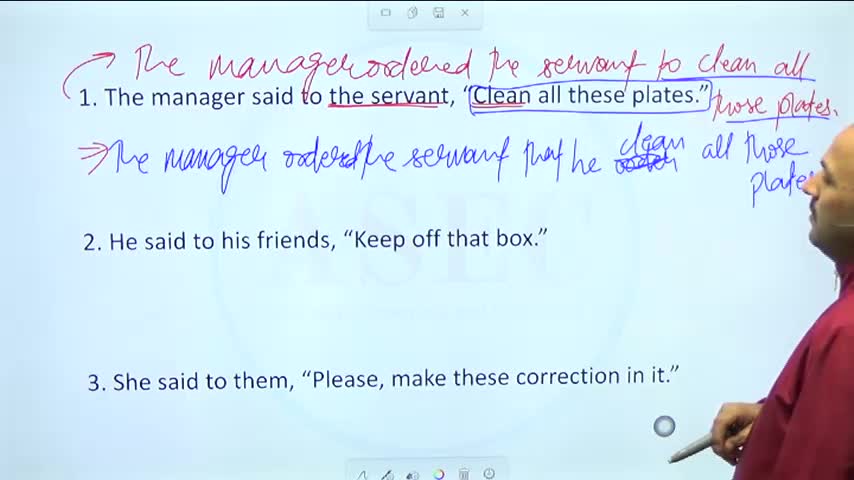 The manager ordered the servant to clean all
1. The manager said to the servant, “Clean all these plates.” those plates.
The manager ordered the servant that he clean all those
plates
2. He said to his friends, “Keep off that box.”
ASEC
3. She said to them, “Please, make these correction in it.”